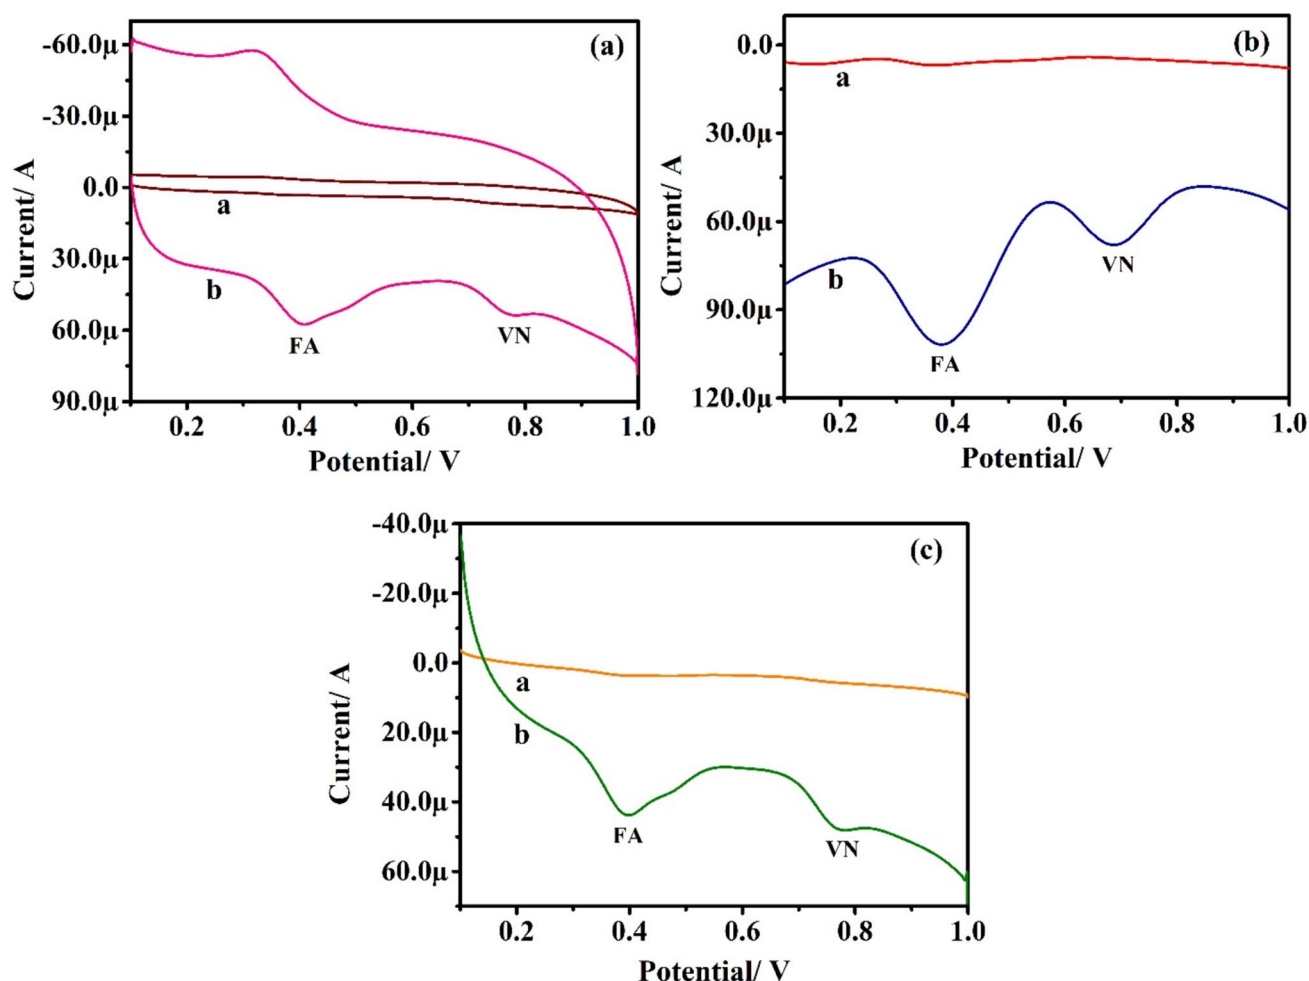 (a)
-60.0μ
-30.0μ
0.0
30.0μ
60.0μ
90.0μ
Current/ A
a
b
FA
VN
0.2 0.4 0.6 0.8 1.0
Potential/ V
(b)
0.0
30.0μ
60.0μ
90.0μ
120.0μ
Current/ A
a
b
FA
VN
0.2 0.4 0.6 0.8 1.0
Potential/ V
(c)
-40.0μ
-20.0μ
0.0
20.0μ
40.0μ
60.0μ
Current/ A
a
b
FA
VN
0.2 0.4 0.6 0.8 1.0
Potential/ V